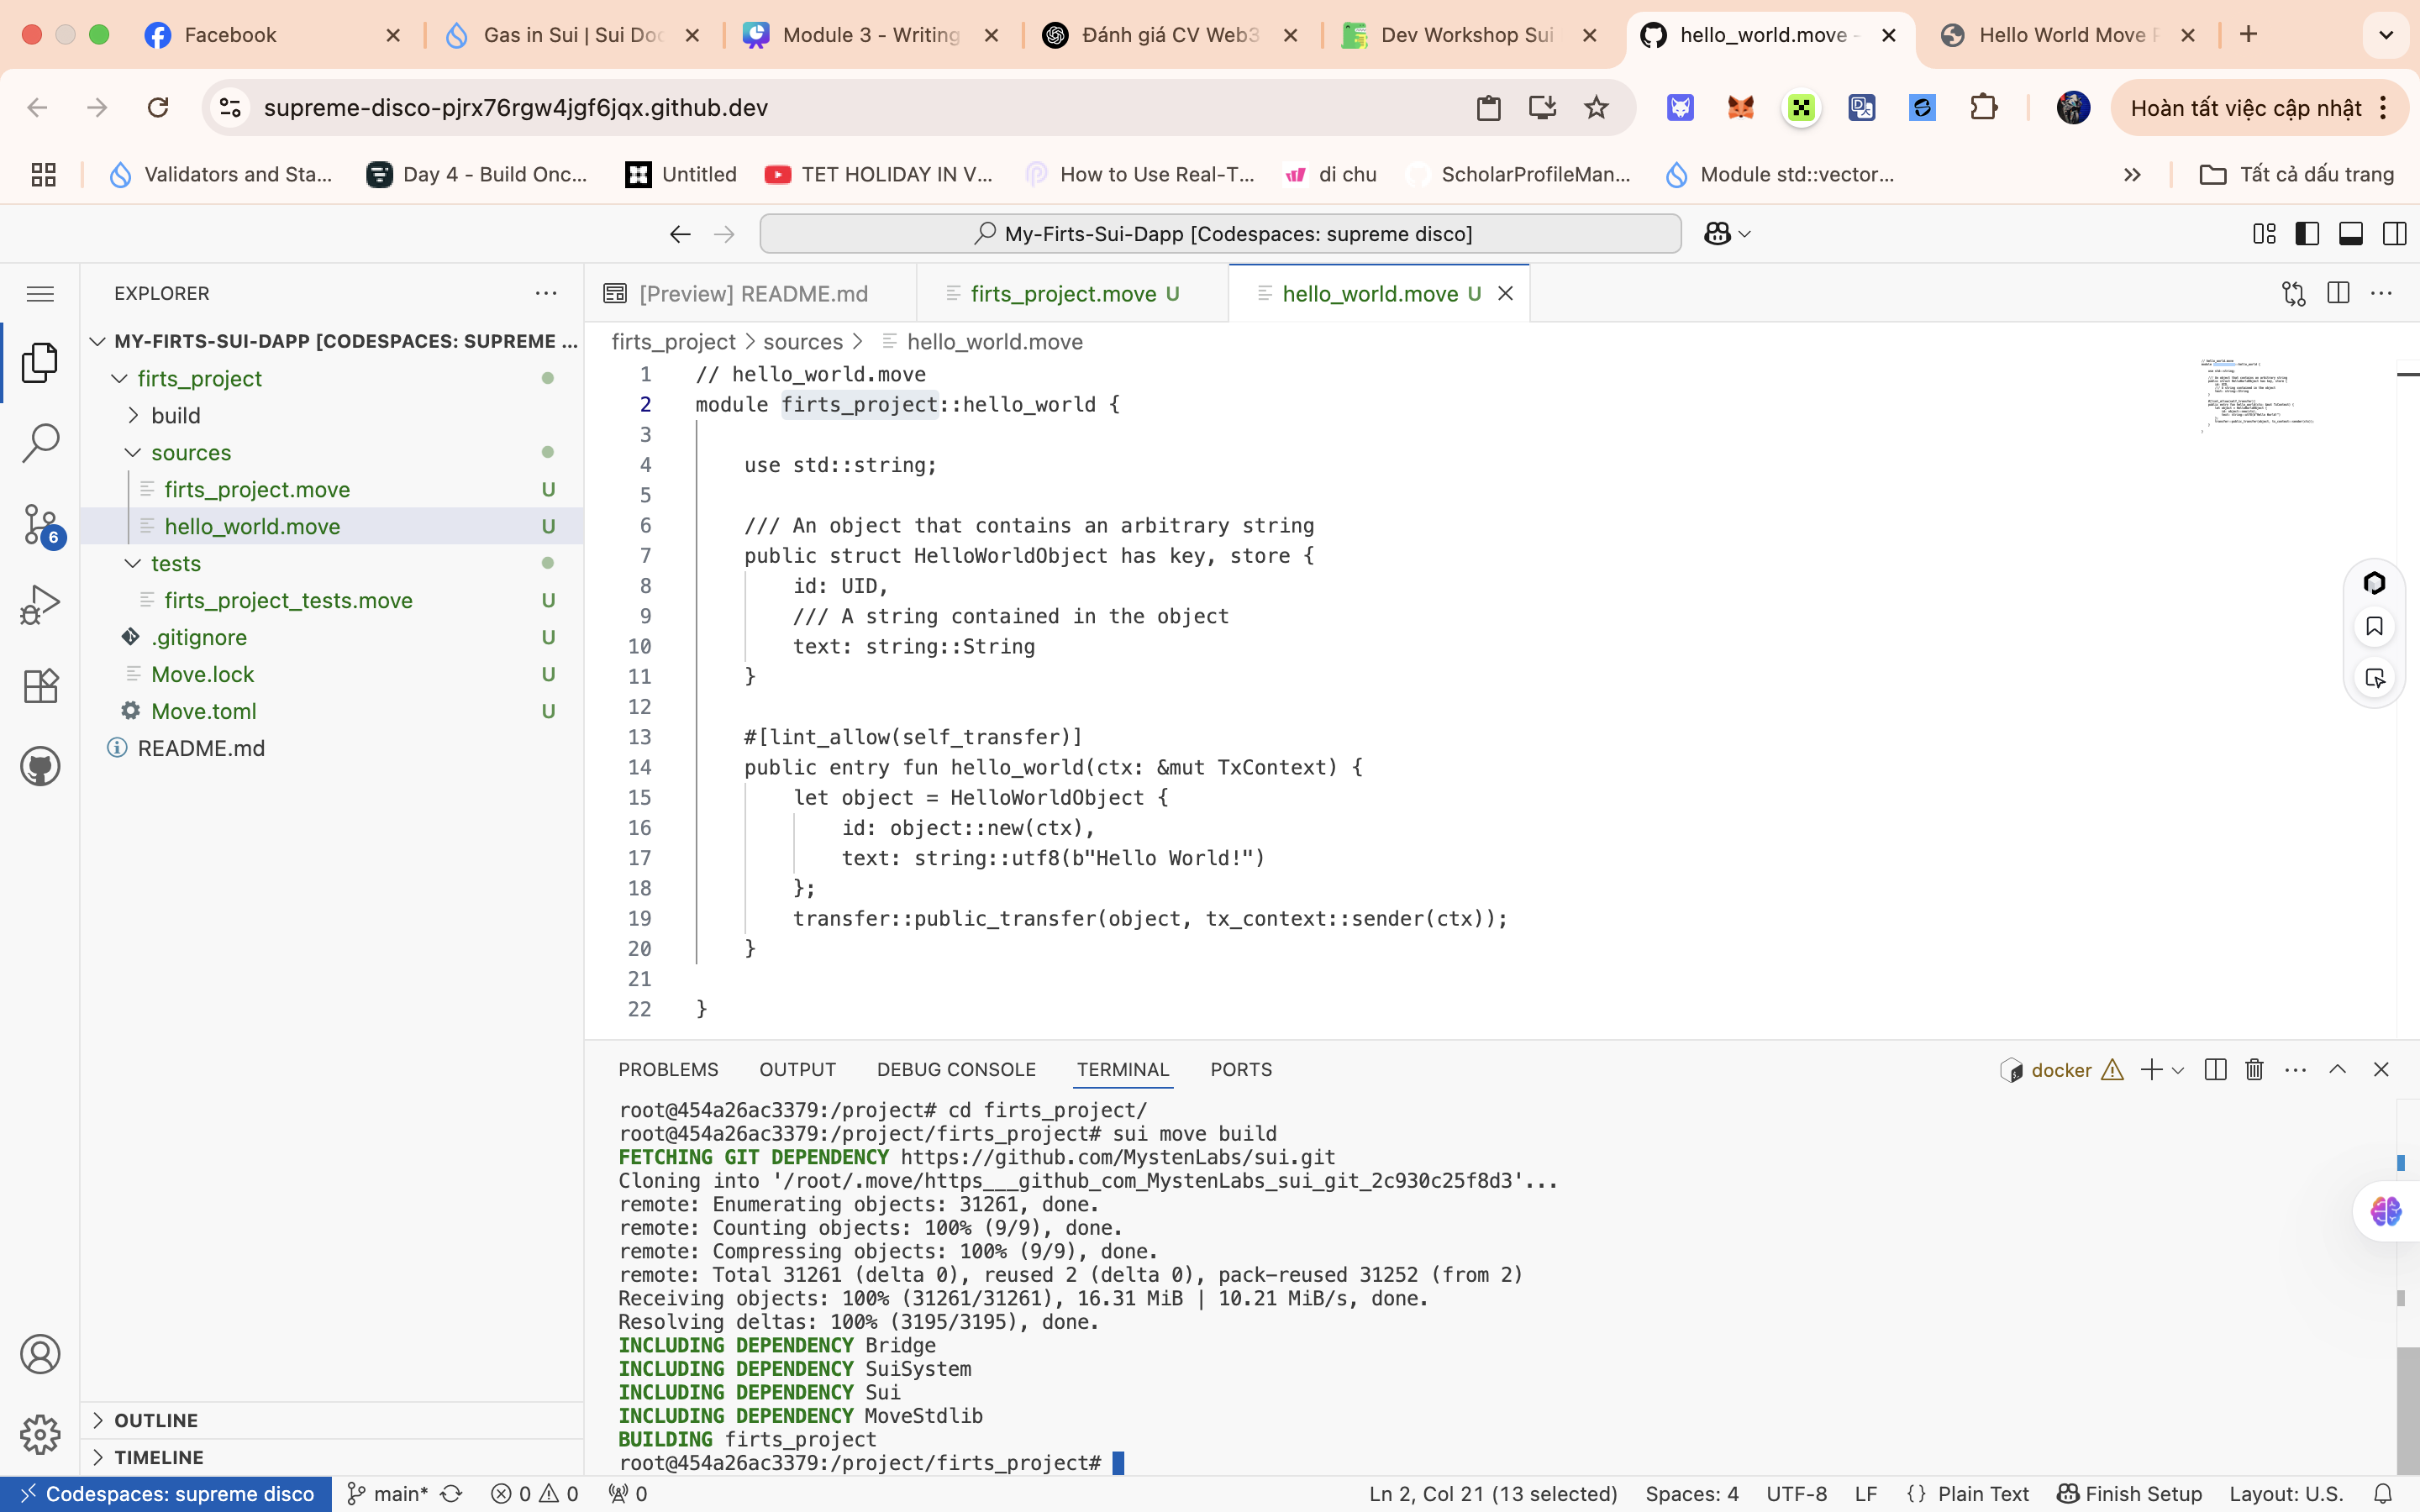 Facebook
Gas in Sui | Sui Doc
Module 3 - Writing
Đánh giá CV Web3
Dev Workshop Sui
hello_world.move -
Hello World Move P
supreme-disco-pjrx76rgw4jgf6jqx.github.dev
Hoàn tất việc cập nhật
Validators and Sta...
Day 4 - Build Onc...
Untitled
TET HOLIDAY IN V...
How to Use Real-T...
di chu
ScholarProfileMan...
Module std::vector...
Tất cả dấu trang
My-Firts-Sui-Dapp [Codespaces: supreme disco]
EXPLORER
MY-FIRTS-SUI-DAPP [CODESPACES: SUPREME ...
firts_project
build
sources
firts_project.move U
hello_world.move U
tests
firts_project_tests.move U
.gitignore U
Move.lock U
Move.toml U
README.md
OUTLINE
TIMELINE
6
[Preview] README.md
firts_project.move U
hello_world.move U
firts_project > sources > hello_world.move
1 // hello_world.move
2 module firts_project::hello_world {
3
4 use std::string;
5
6 /// An object that contains an arbitrary string
7 public struct HelloWorldObject has key, store {
8 id: UID,
9 /// A string contained in the object
10 text: string::String
11 }
12
13 #[lint_allow(self_transfer)]
14 public entry fun hello_world(ctx: &mut TxContext) {
15 let object = HelloWorldObject {
16 id: object::new(ctx),
17 text: string::utf8(b"Hello World!")
18 };
19 transfer::public_transfer(object, tx_context::sender(ctx));
20 }
21
22 }
PROBLEMS OUTPUT DEBUG CONSOLE TERMINAL PORTS
docker
root@454a26ac3379:/project# cd firts_project/
root@454a26ac3379:/project/firts_project# sui move build
FETCHING GIT DEPENDENCY https://github.com/MystenLabs/sui.git
Cloning into '/root/.move/https___github_com_MystenLabs_sui_git_2c930c25f8d3'...
remote: Enumerating objects: 31261, done.
remote: Counting objects: 100% (9/9), done.
remote: Compressing objects: 100% (9/9), done.
remote: Total 31261 (delta 0), reused 2 (delta 0), pack-reused 31252 (from 2)
Receiving objects: 100% (31261/31261), 16.31 MiB | 10.21 MiB/s, done.
Resolving deltas: 100% (3195/3195), done.
INCLUDING DEPENDENCY Bridge
INCLUDING DEPENDENCY SuiSystem
INCLUDING DEPENDENCY Sui
INCLUDING DEPENDENCY MoveStdlib
BUILDING firts_project
root@454a26ac3379:/project/firts_project#
Codespaces: supreme disco
main*
0 0
0
Ln 2, Col 21 (13 selected)
Spaces: 4
UTF-8
LF
{} Plain Text
Finish Setup
Layout: U.S.